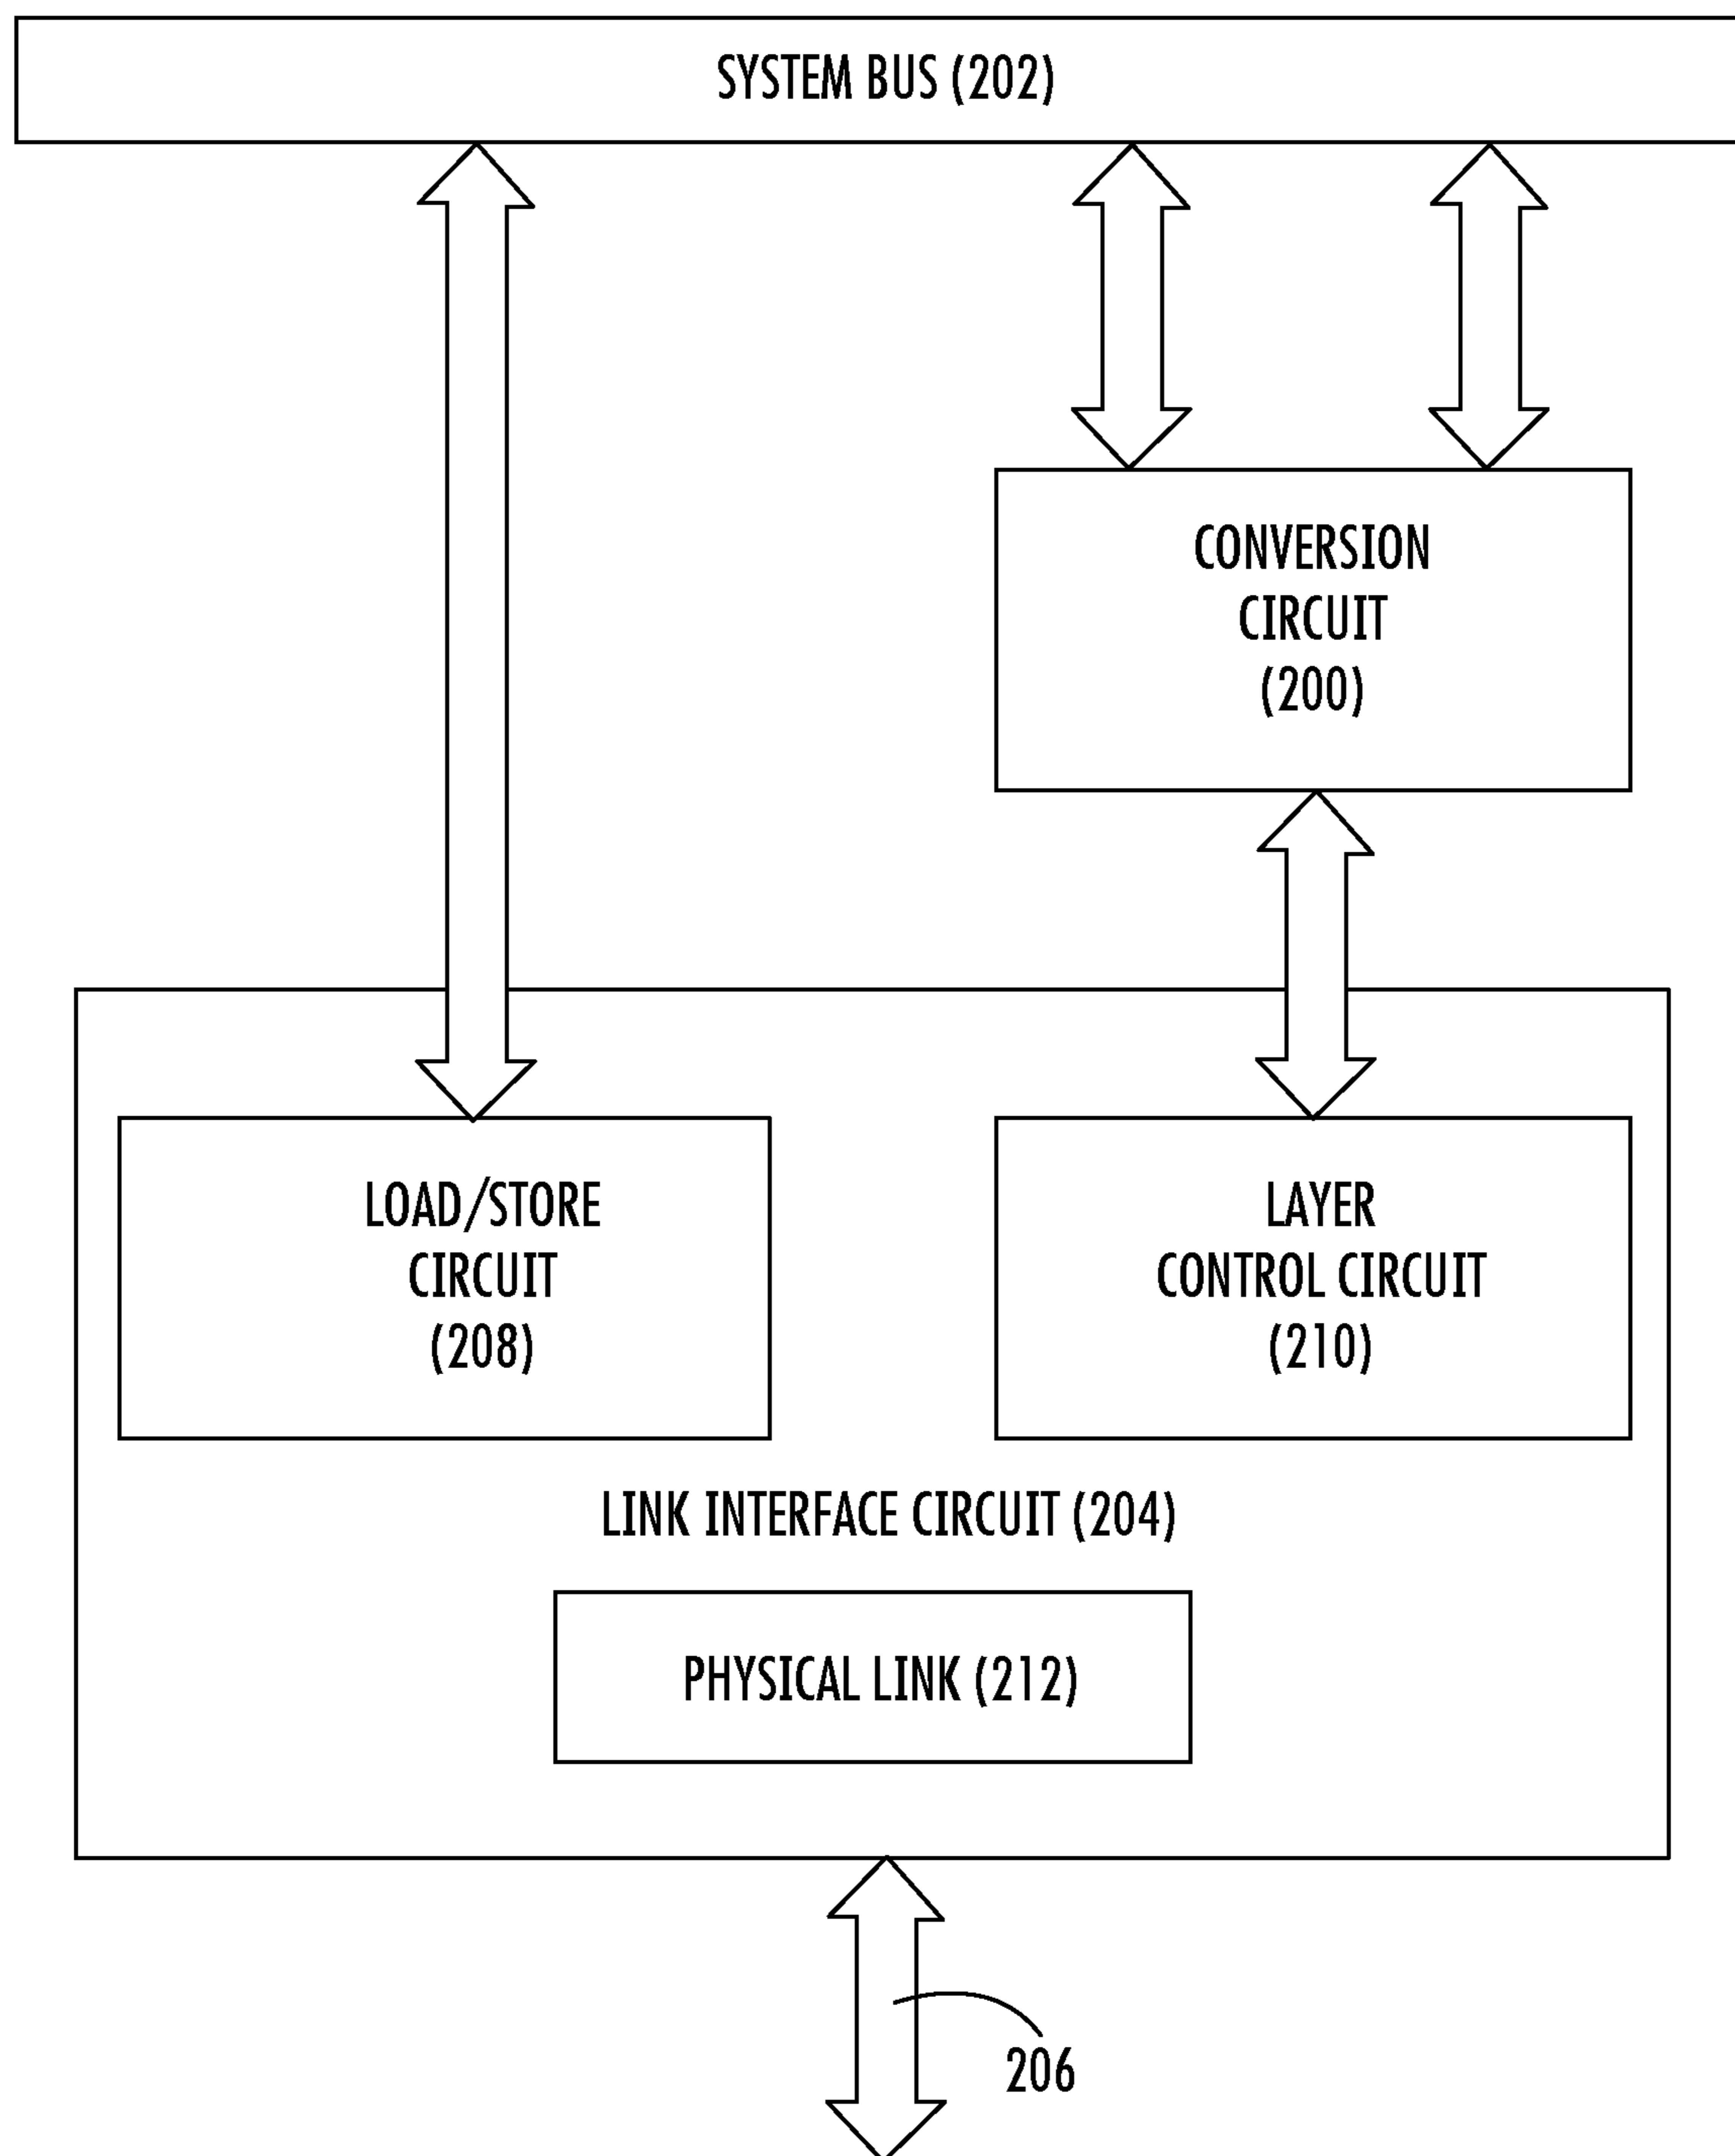 SYSTEM BUS (202)
CONVERSION
CIRCUIT
(200)
LOAD/STORE
CIRCUIT
(208)
LAYER
CONTROL CIRCUIT
(210)
LINK INTERFACE CIRCUIT (204)
PHYSICAL LINK (212)
206